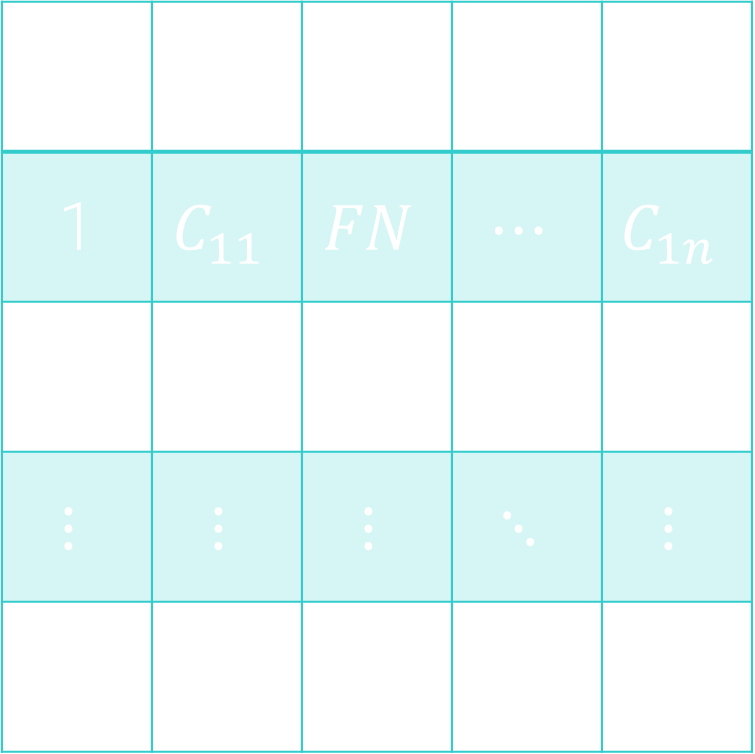 1 C₁₁ FN ⋯ C₁ₙ
⋮ ⋮ ⋮ ⋱ ⋮